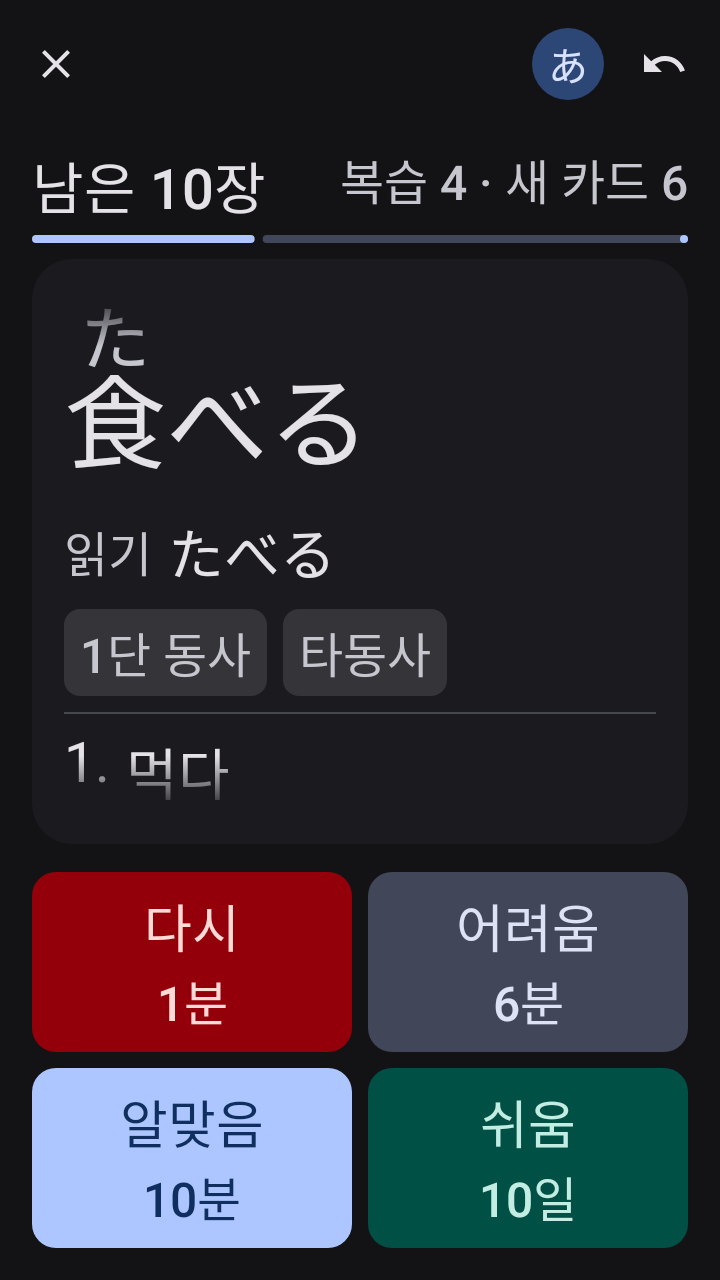 あ
남은 10장
복습 4 · 새 카드 6
た
食べる
읽기 たべる
1단 동사
타동사
1. 먹다
다시
1분
어려움
6분
알맞음
10분
쉬움
10일